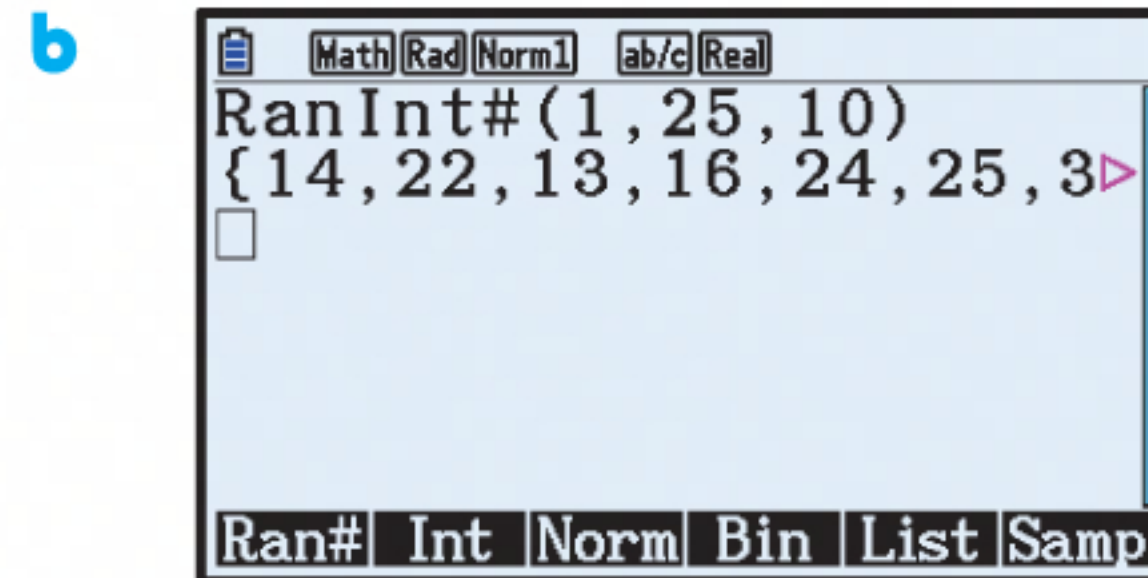 b
Math Rad Norm1 ab/c Real
RanInt#(1,25,10)
{14,22,13,16,24,25,3▷
Ran# Int Norm Bin List Samp